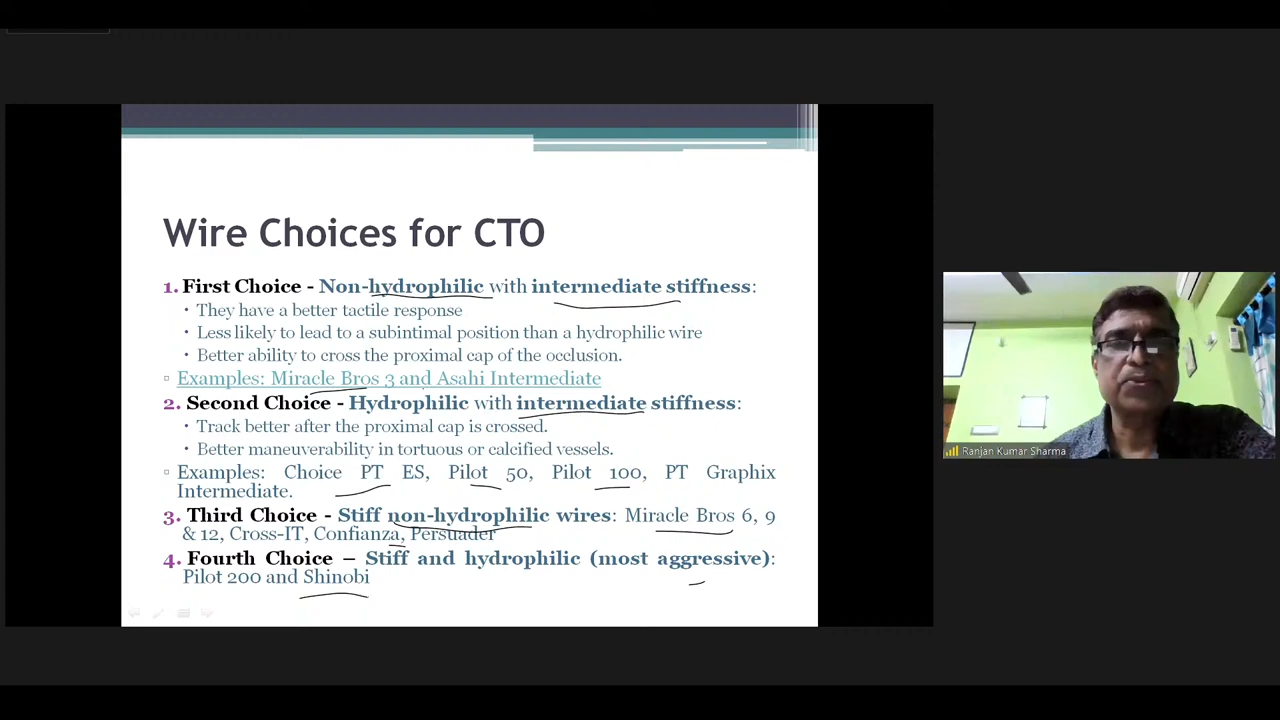 Wire Choices for CTO
1. First Choice - Non-hydrophilic with intermediate stiffness:
• They have a better tactile response
• Less likely to lead to a subintimal position than a hydrophilic wire
• Better ability to cross the proximal cap of the occlusion.
▫ Examples: Miracle Bros 3 and Asahi Intermediate
2. Second Choice - Hydrophilic with intermediate stiffness:
• Track better after the proximal cap is crossed.
• Better maneuverability in tortuous or calcified vessels.
▫ Examples: Choice PT ES, Pilot 50, Pilot 100, PT Graphix
Intermediate.
3. Third Choice - Stiff non-hydrophilic wires: Miracle Bros 6, 9
& 12, Cross-IT, Confianza, Persuader
4. Fourth Choice – Stiff and hydrophilic (most aggressive):
Pilot 200 and Shinobi
Ranjan Kumar Sharma